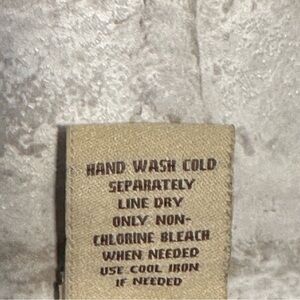 HAND WASH COLD
SEPARATELY
LINE DRY
ONLY NON-
CHLORINE BLEACH
WHEN NEEDED
USE COOL IRON
IF NEEDED